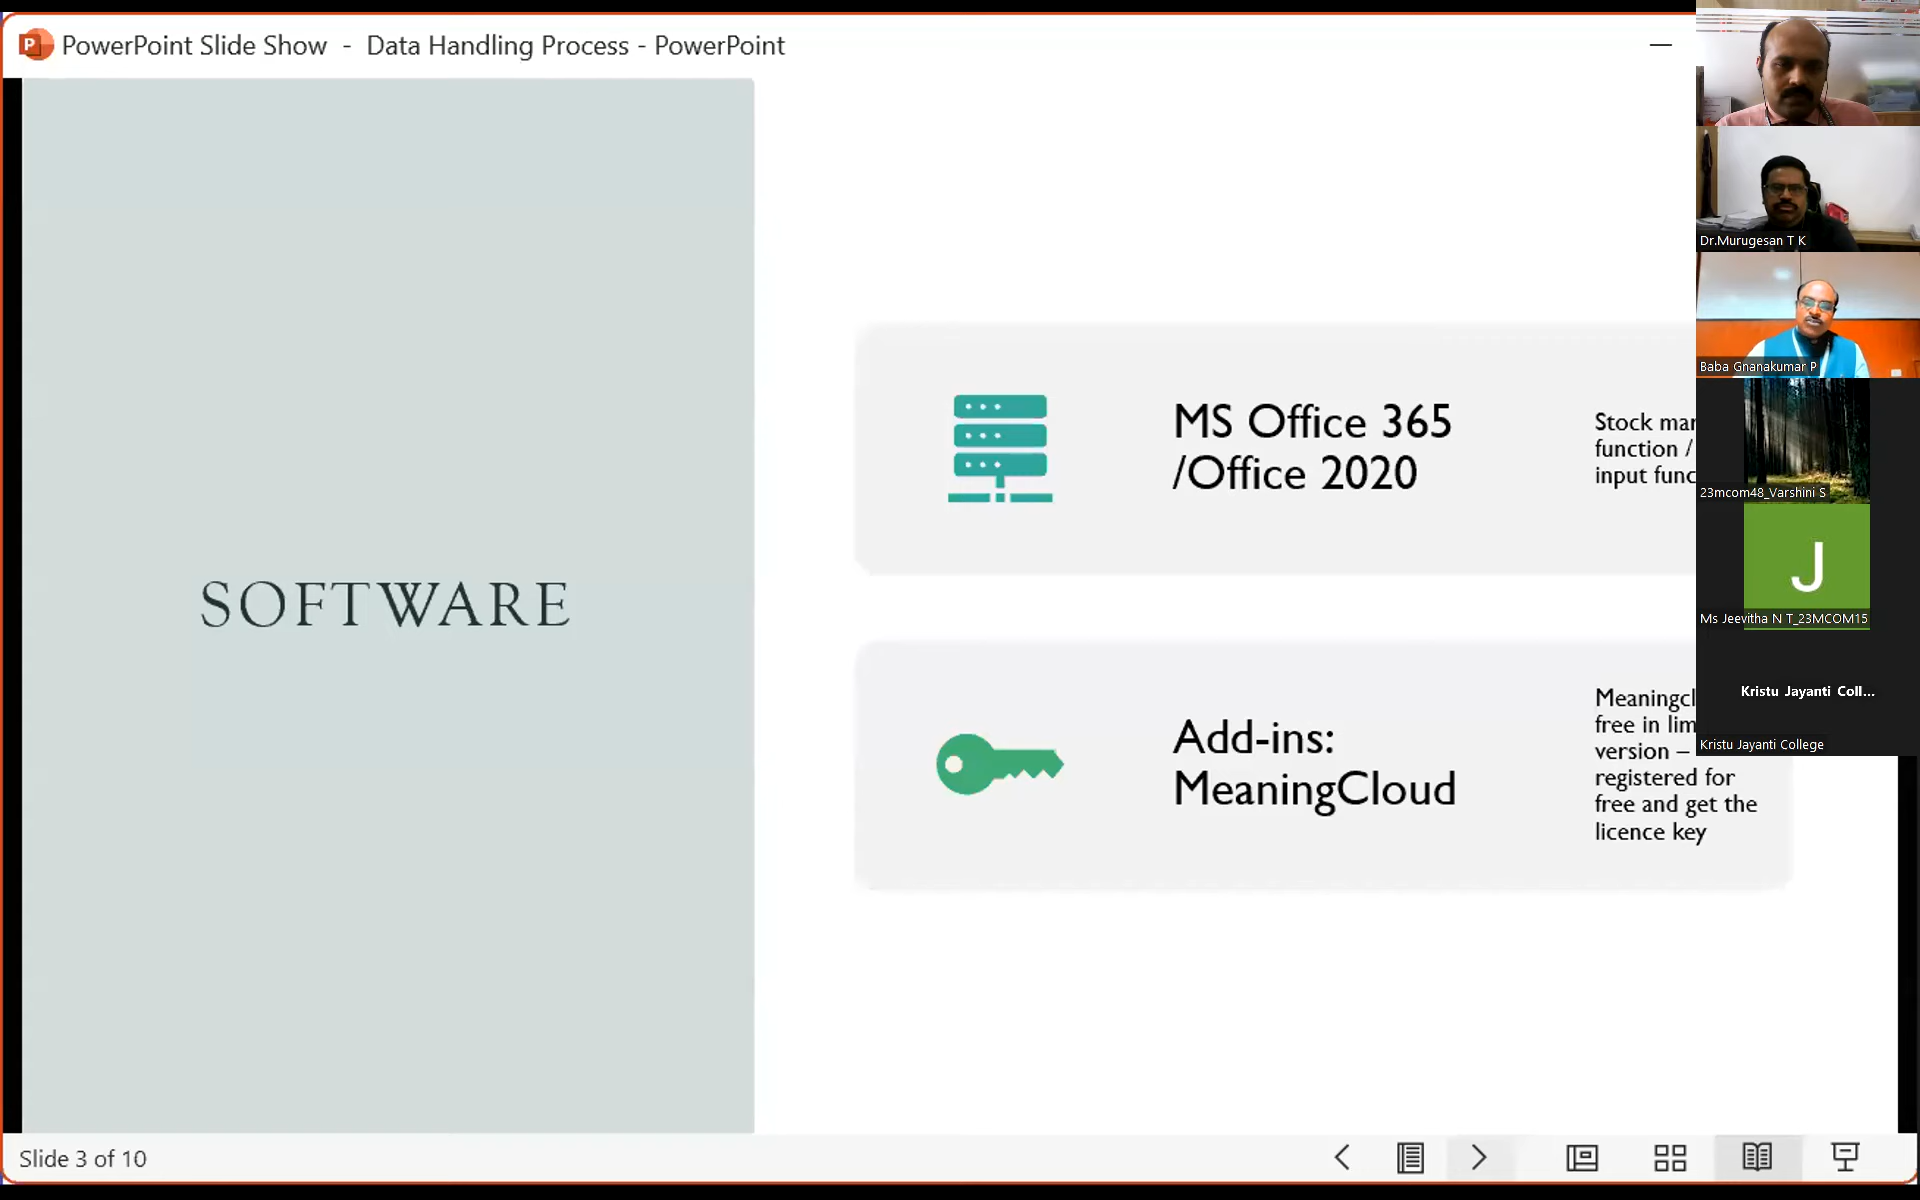 PowerPoint Slide Show - Data Handling Process - PowerPoint
SOFTWARE
MS Office 365
/Office 2020
Stock mar
function /
input func
Add-ins:
MeaningCloud
Meaningcl
free in lim
version –
registered for
free and get the
licence key
Dr.Murugesan T K
Baba Gnanakumar P
23mcom48_Varshini S
J
Ms Jeevitha N T_23MCOM15
Kristu Jayanti Coll...
Kristu Jayanti College
Slide 3 of 10